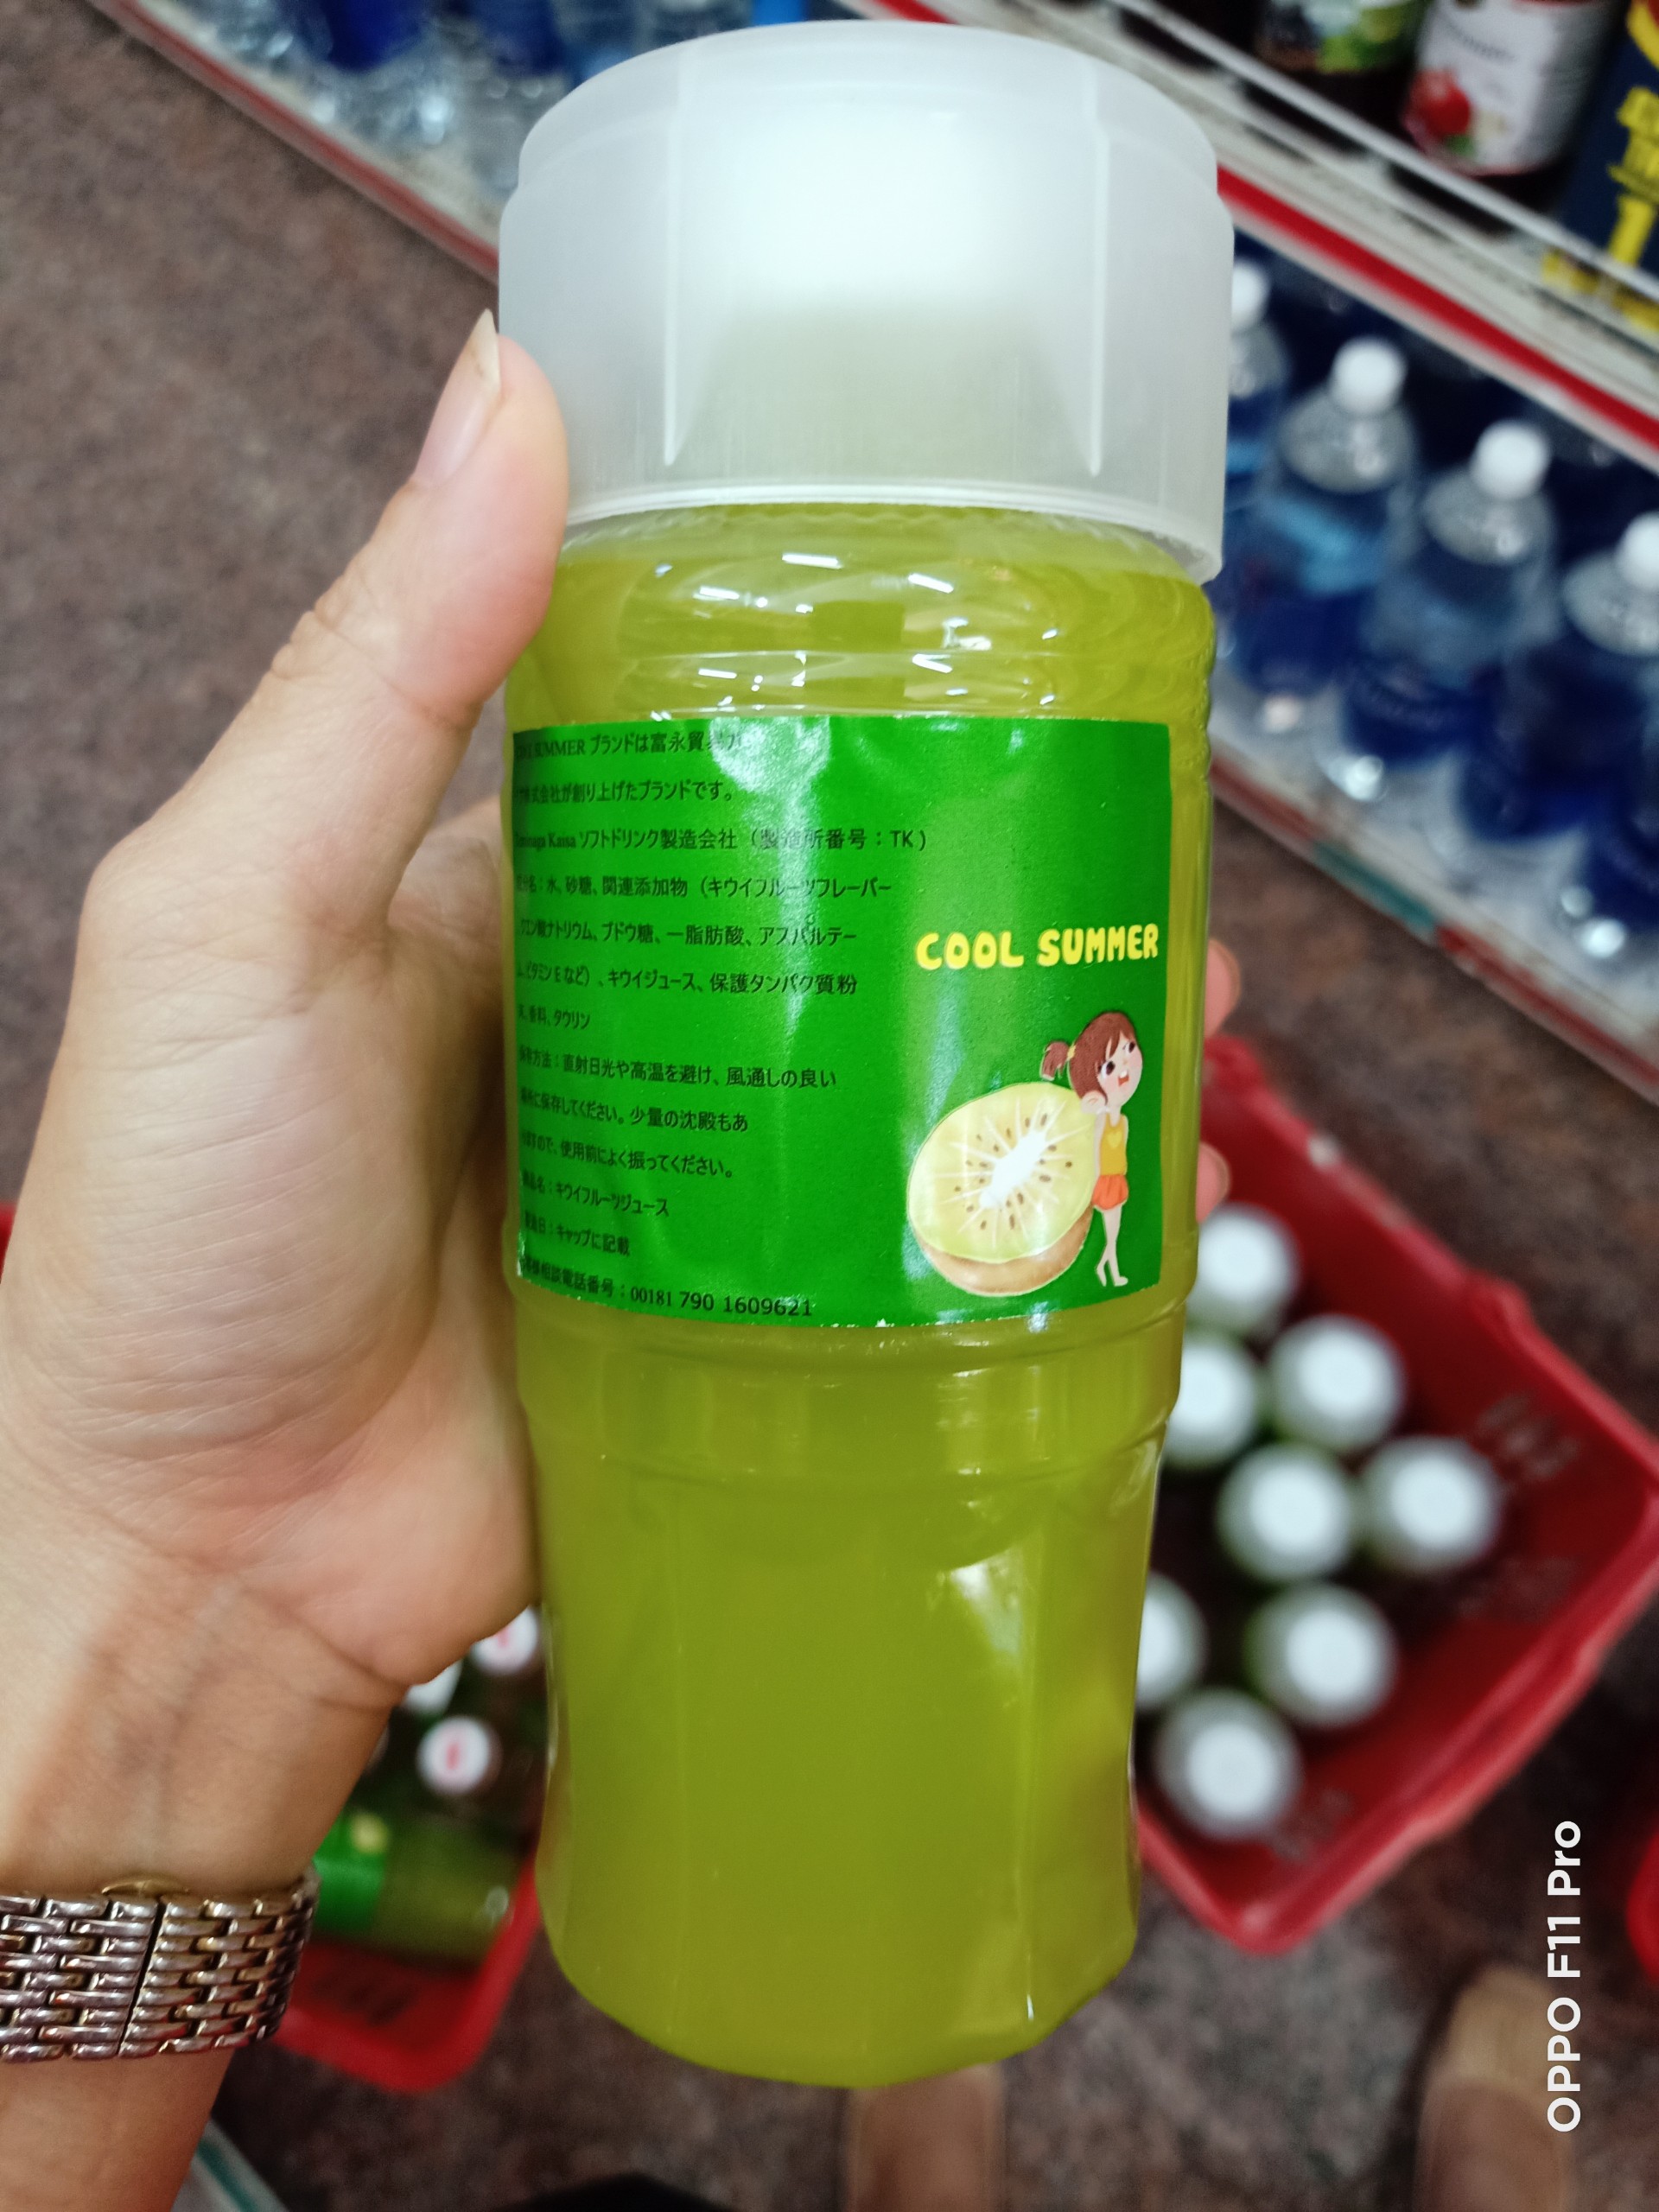 SUMMER ブランドは富永貿易カ
株式会社が創り上げたブランドです。
Kaisa ソフトドリンク製造会社（製造所番号：TK）
水、砂糖、関連添加物（キウイフルーツフレーバー
ナトリウム、ブドウ糖、一脂肪酸、アスパルテー
ビタミン E など）、キウイジュース、保護タンパク質粉
香料、タウリン
方法：直射日光や高温を避け、風通しの良い
に保存してください。少量の沈殿もあ
ますので、使用前によく振ってください。
品名：キウイフルーツジュース
日：キャップに記載
相談電話番号：00181 790 1609621
COOL SUMMER
OPPO F11 Pro